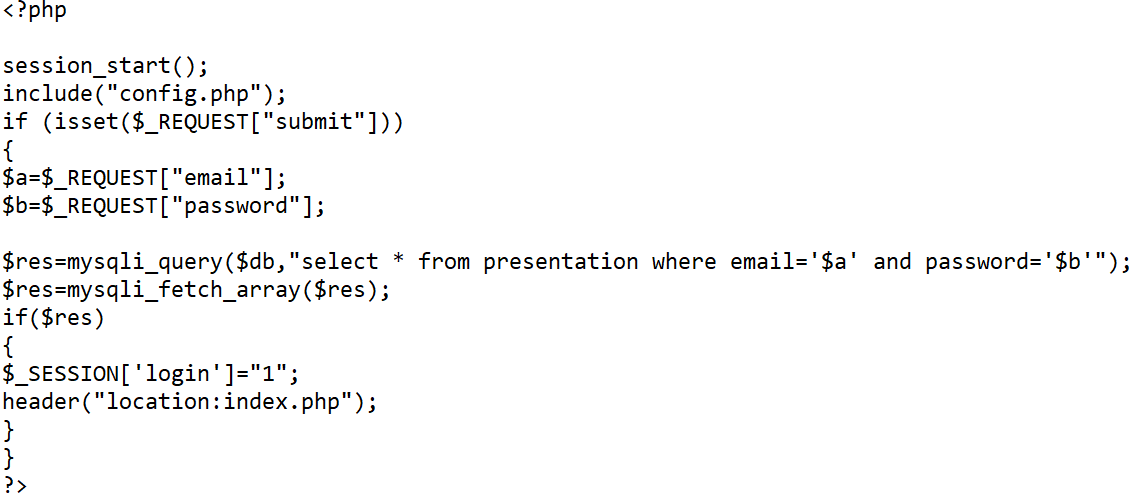 <?php
session_start();
include("config.php");
if (isset($_REQUEST["submit"]))
{
$a=$_REQUEST["email"];
$b=$_REQUEST["password"];
$res=mysqli_query($db,"select * from presentation where email='$a' and password='$b'");
$res=mysqli_fetch_array($res);
if($res)
{
$_SESSION['login']="1";
header("location:index.php");
}
}
?>